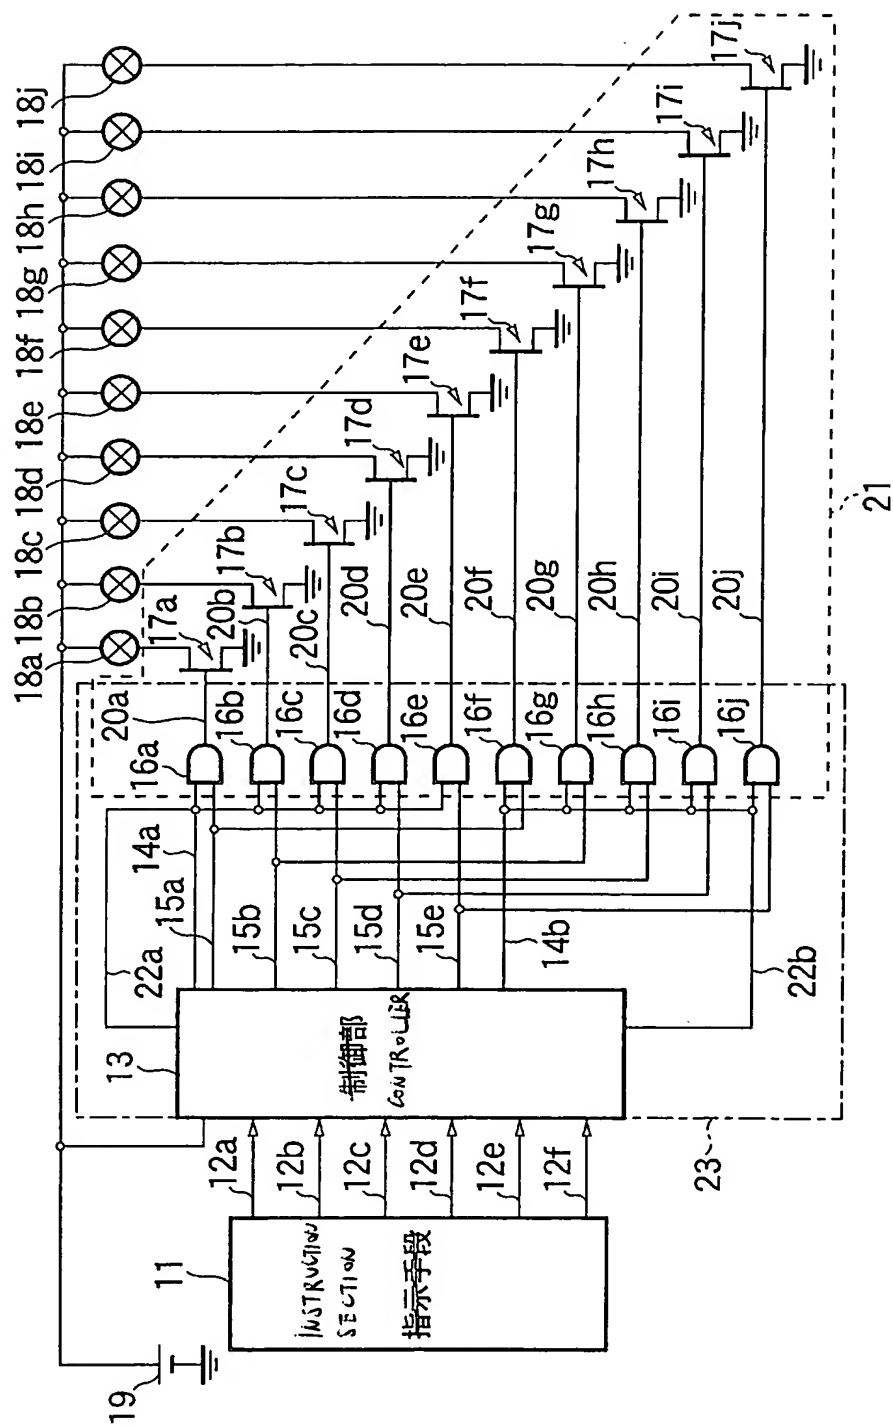 19
11
INSTRUCTION
SECTION
指示手段
12a
12b
12c
12d
12e
12f
13
制御部
CONTROLLER
23
22a
14a
15a
15b
15c
15d
15e
14b
22b
16a
16b
16c
16d
16e
16f
16g
16h
16i
16j
20a
20b
20c
20d
20e
20f
20g
20h
20i
20j
21
17a
17b
17c
17d
17e
17f
17g
17h
17i
17j
18a
18b
18c
18d
18e
18f
18g
18h
18i
18j